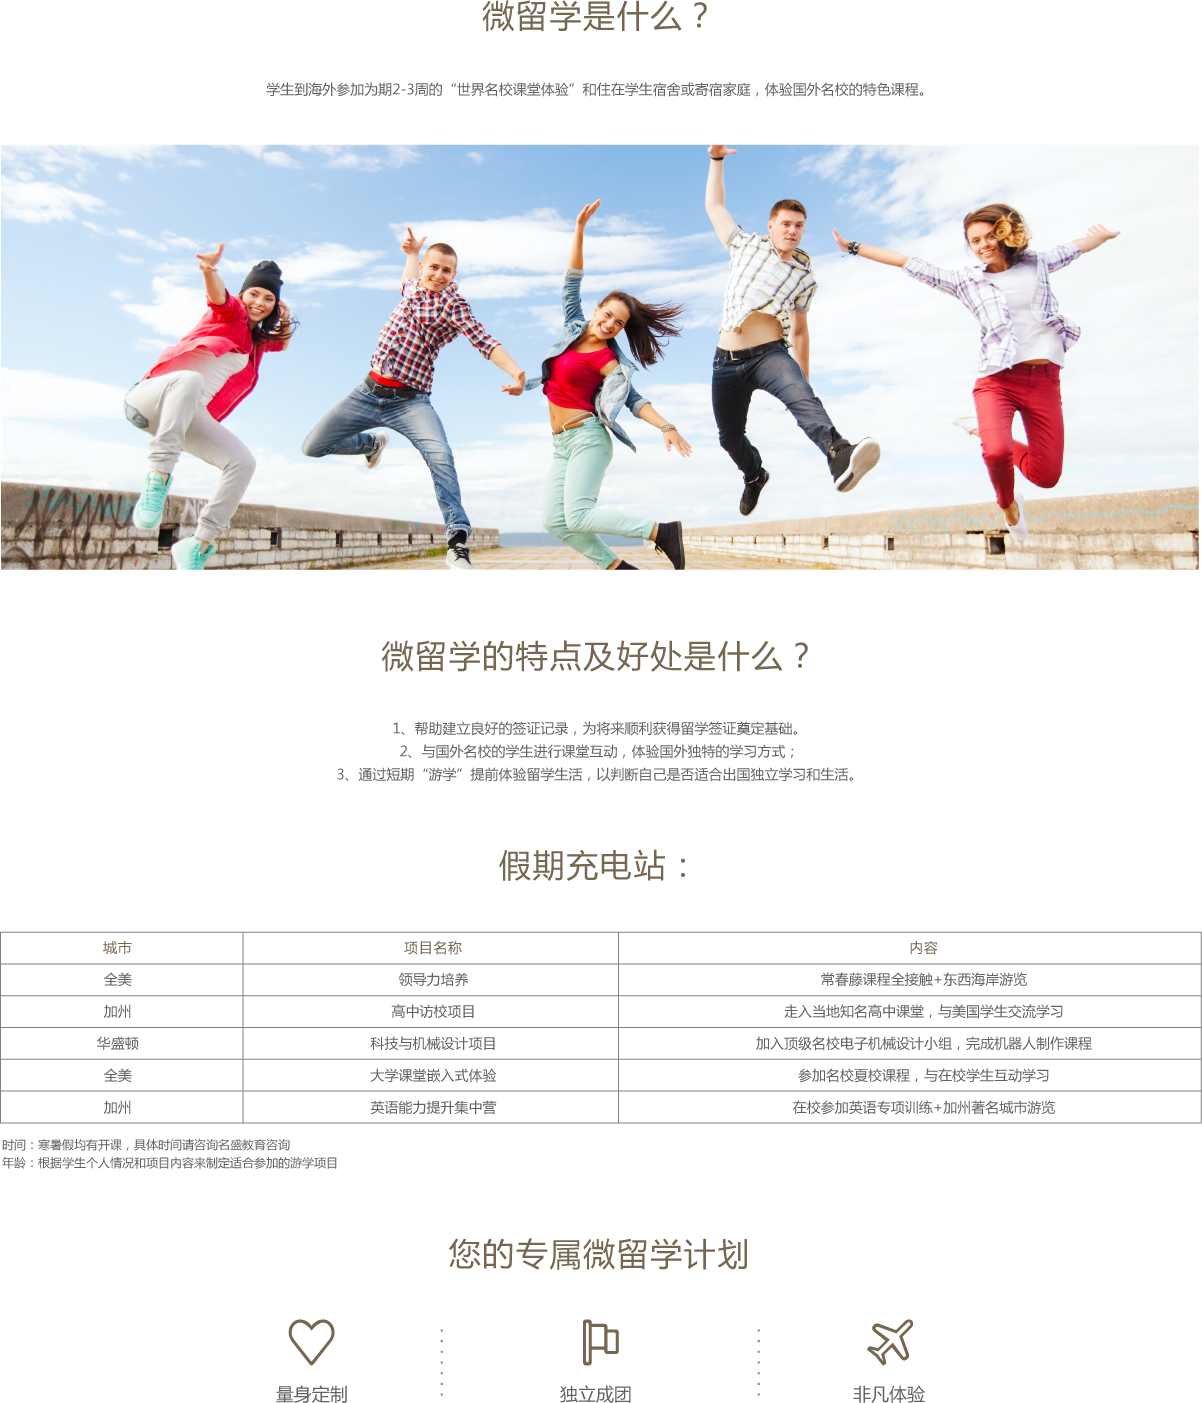 微留学是什么？
学生到海外参加为期2-3周的“世界名校课堂体验”和住在学生宿舍或寄宿家庭，体验国外名校的特色课程。
微留学的特点及好处是什么？
1、帮助建立良好的签证记录，为将来顺利获得留学签证奠定基础。
2、与国外名校的学生进行课堂互动，体验国外独特的学习方式；
3、通过短期“游学”提前体验留学生活，以判断自己是否适合出国独立学习和生活。
假期充电站：
城市 项目名称 内容
全美 领导力培养 常春藤课程全接触+东西海岸游览
加州 高中访校项目 走入当地知名高中课堂，与美国学生交流学习
华盛顿 科技与机械设计项目 加入顶级名校电子机械设计小组，完成机器人制作课程
全美 大学课堂嵌入式体验 参加名校夏校课程，与在校学生互动学习
加州 英语能力提升集中营 在校参加英语专项训练+加州著名城市游览
时间：寒暑假均有开课，具体时间请咨询名盛教育咨询
年龄：根据学生个人情况和项目内容来制定适合参加的游学项目
您的专属微留学计划
量身定制 独立成团 非凡体验